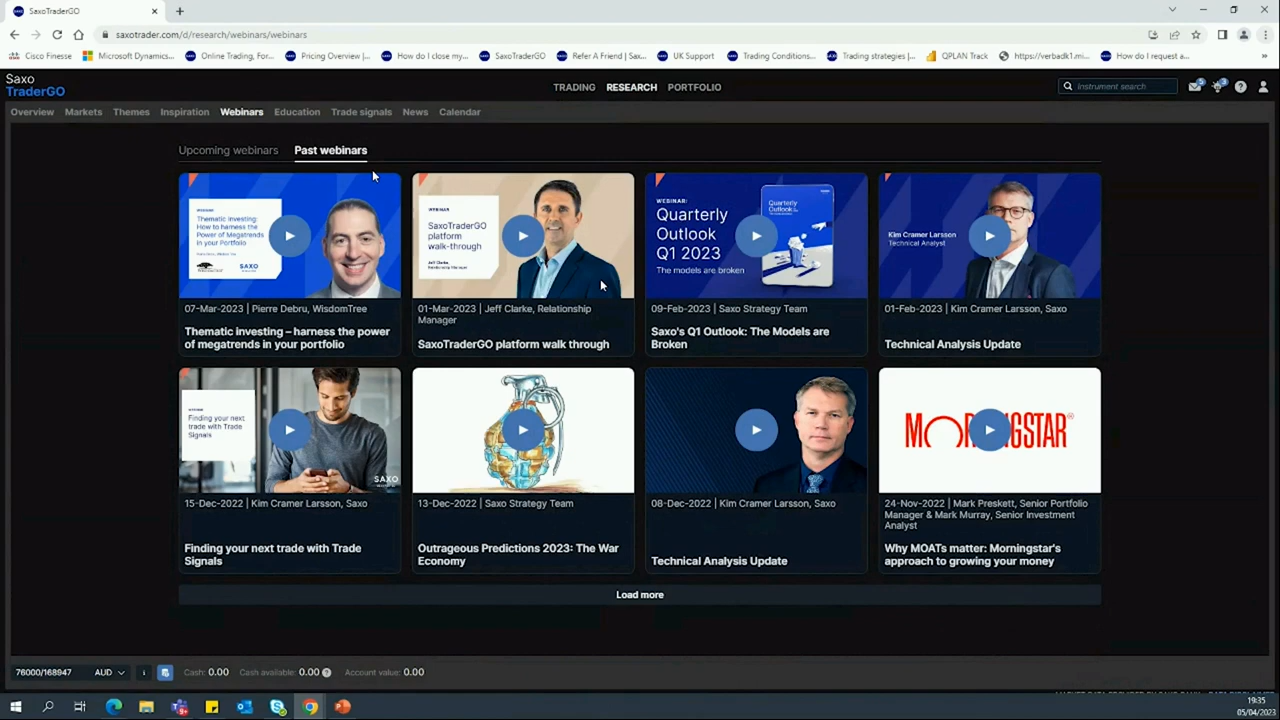 SaxoTraderGO
saxotrader.com/d/research/webinars/webinars
Cisco Finesse
Microsoft Dynamics...
Online Trading, For...
Pricing Overview |...
How do I close my...
SaxoTraderGO
Refer A Friend | Sax...
UK Support
Trading Conditions...
Trading strategies |...
QPLAN Track
https://verbadk1.mi...
How do I request a...
Saxo
TraderGO
TRADING
RESEARCH
PORTFOLIO
Instrument search
Overview
Markets
Themes
Inspiration
Webinars
Education
Trade signals
News
Calendar
Upcoming webinars
Past webinars
WEBINAR
Thematic Investing:
How to harness the
Power of Megatrends
in your Portfolio
SAXO
07-Mar-2023 | Pierre Debru, WisdomTree
Thematic investing – harness the power
of megatrends in your portfolio
WEBINAR
SaxoTraderGO
platform
walk-through
Jeff Clarke,
Relationship Manager
01-Mar-2023 | Jeff Clarke, Relationship
Manager
SaxoTraderGO platform walk through
WEBINAR:
Quarterly
Outlook
Q1 2023
The models are broken
Quarterly
Outlook
09-Feb-2023 | Saxo Strategy Team
Saxo's Q1 Outlook: The Models are
Broken
Kim Cramer Larsson
Technical Analyst
01-Feb-2023 | Kim Cramer Larsson, Saxo
Technical Analysis Update
WEBINAR
Finding your next
trade with Trade
Signals
SAXO
15-Dec-2022 | Kim Cramer Larsson, Saxo
Finding your next trade with Trade
Signals
13-Dec-2022 | Saxo Strategy Team
Outrageous Predictions 2023: The War
Economy
08-Dec-2022 | Kim Cramer Larsson, Saxo
Technical Analysis Update
MORNINGSTAR®
24-Nov-2022 | Mark Preskett, Senior Portfolio
Manager & Mark Murray, Senior Investment
Analyst
Why MOATs matter: Morningstar's
approach to growing your money
Load more
76000/168947
AUD
Cash: 0.00
Cash available: 0.00
Account value: 0.00
19:35
05/04/2023